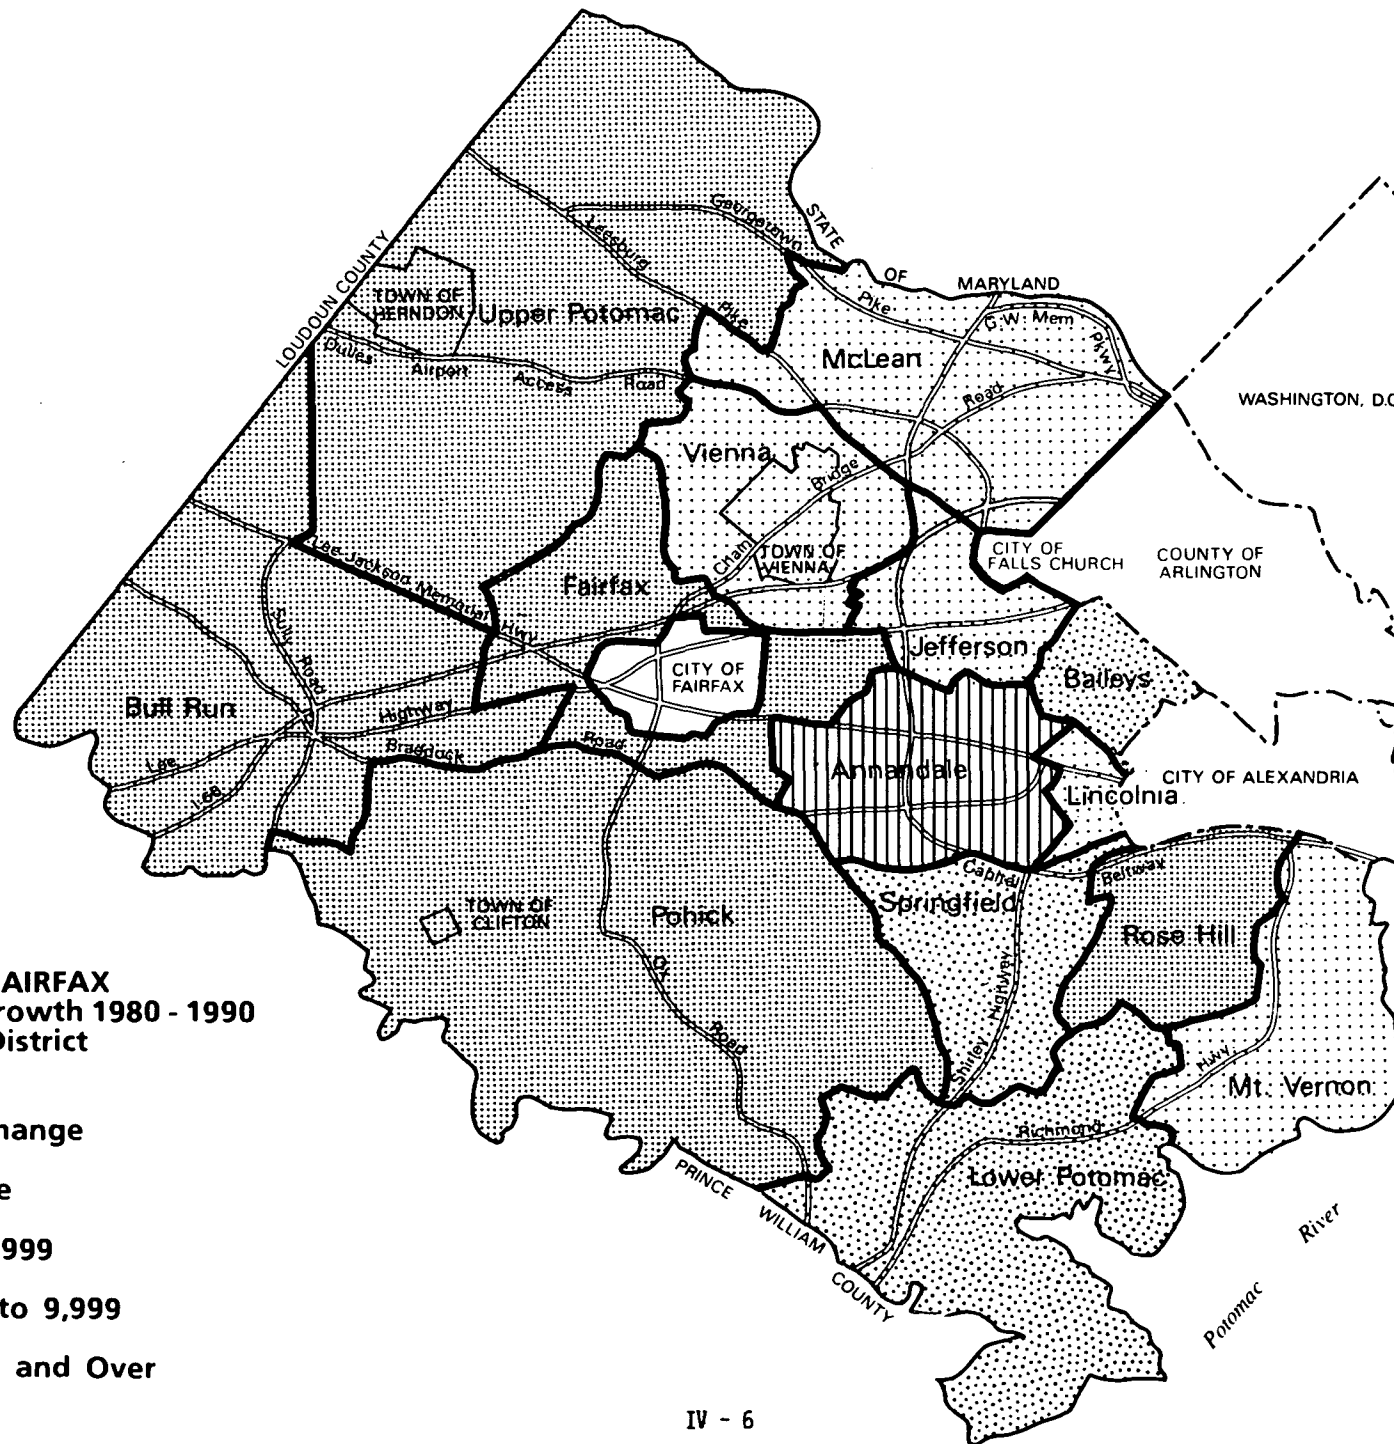 STATE
OF
MARYLAND
Georgetown
Pike
Leesburg
Pike
G.W. Mem
Pkwy
LOUDOUN COUNTY
TOWN OF
HERNDON
Upper Potomac
McLean
Dulles
Airport
Access
Road
Road
WASHINGTON, D.C
Vienna
Bridge
Chain
TOWN OF
VIENNA
CITY OF
FALLS CHURCH
COUNTY OF
ARLINGTON
Lee Jackson Memorial Hwy
Fairfax
Jefferson
Baileys
CITY OF
FAIRFAX
Sully
Road
Bull Run
Highway
Lee
Braddock
Road
I-66
Annandale
Lincolnia
CITY OF ALEXANDRIA
Capital
Beltway
TOWN OF
CLIFTON
Pohick
Springfield
Rose Hill
Ox
Road
Shirley
Highway
AIRFAX
rowth 1980 - 1990
District
Hwy
Mt. Vernon
hange
Richmond
Lower Potomac
PRINCE
WILLIAM
COUNTY
e
999
to 9,999
and Over
River
Potomac
IV - 6